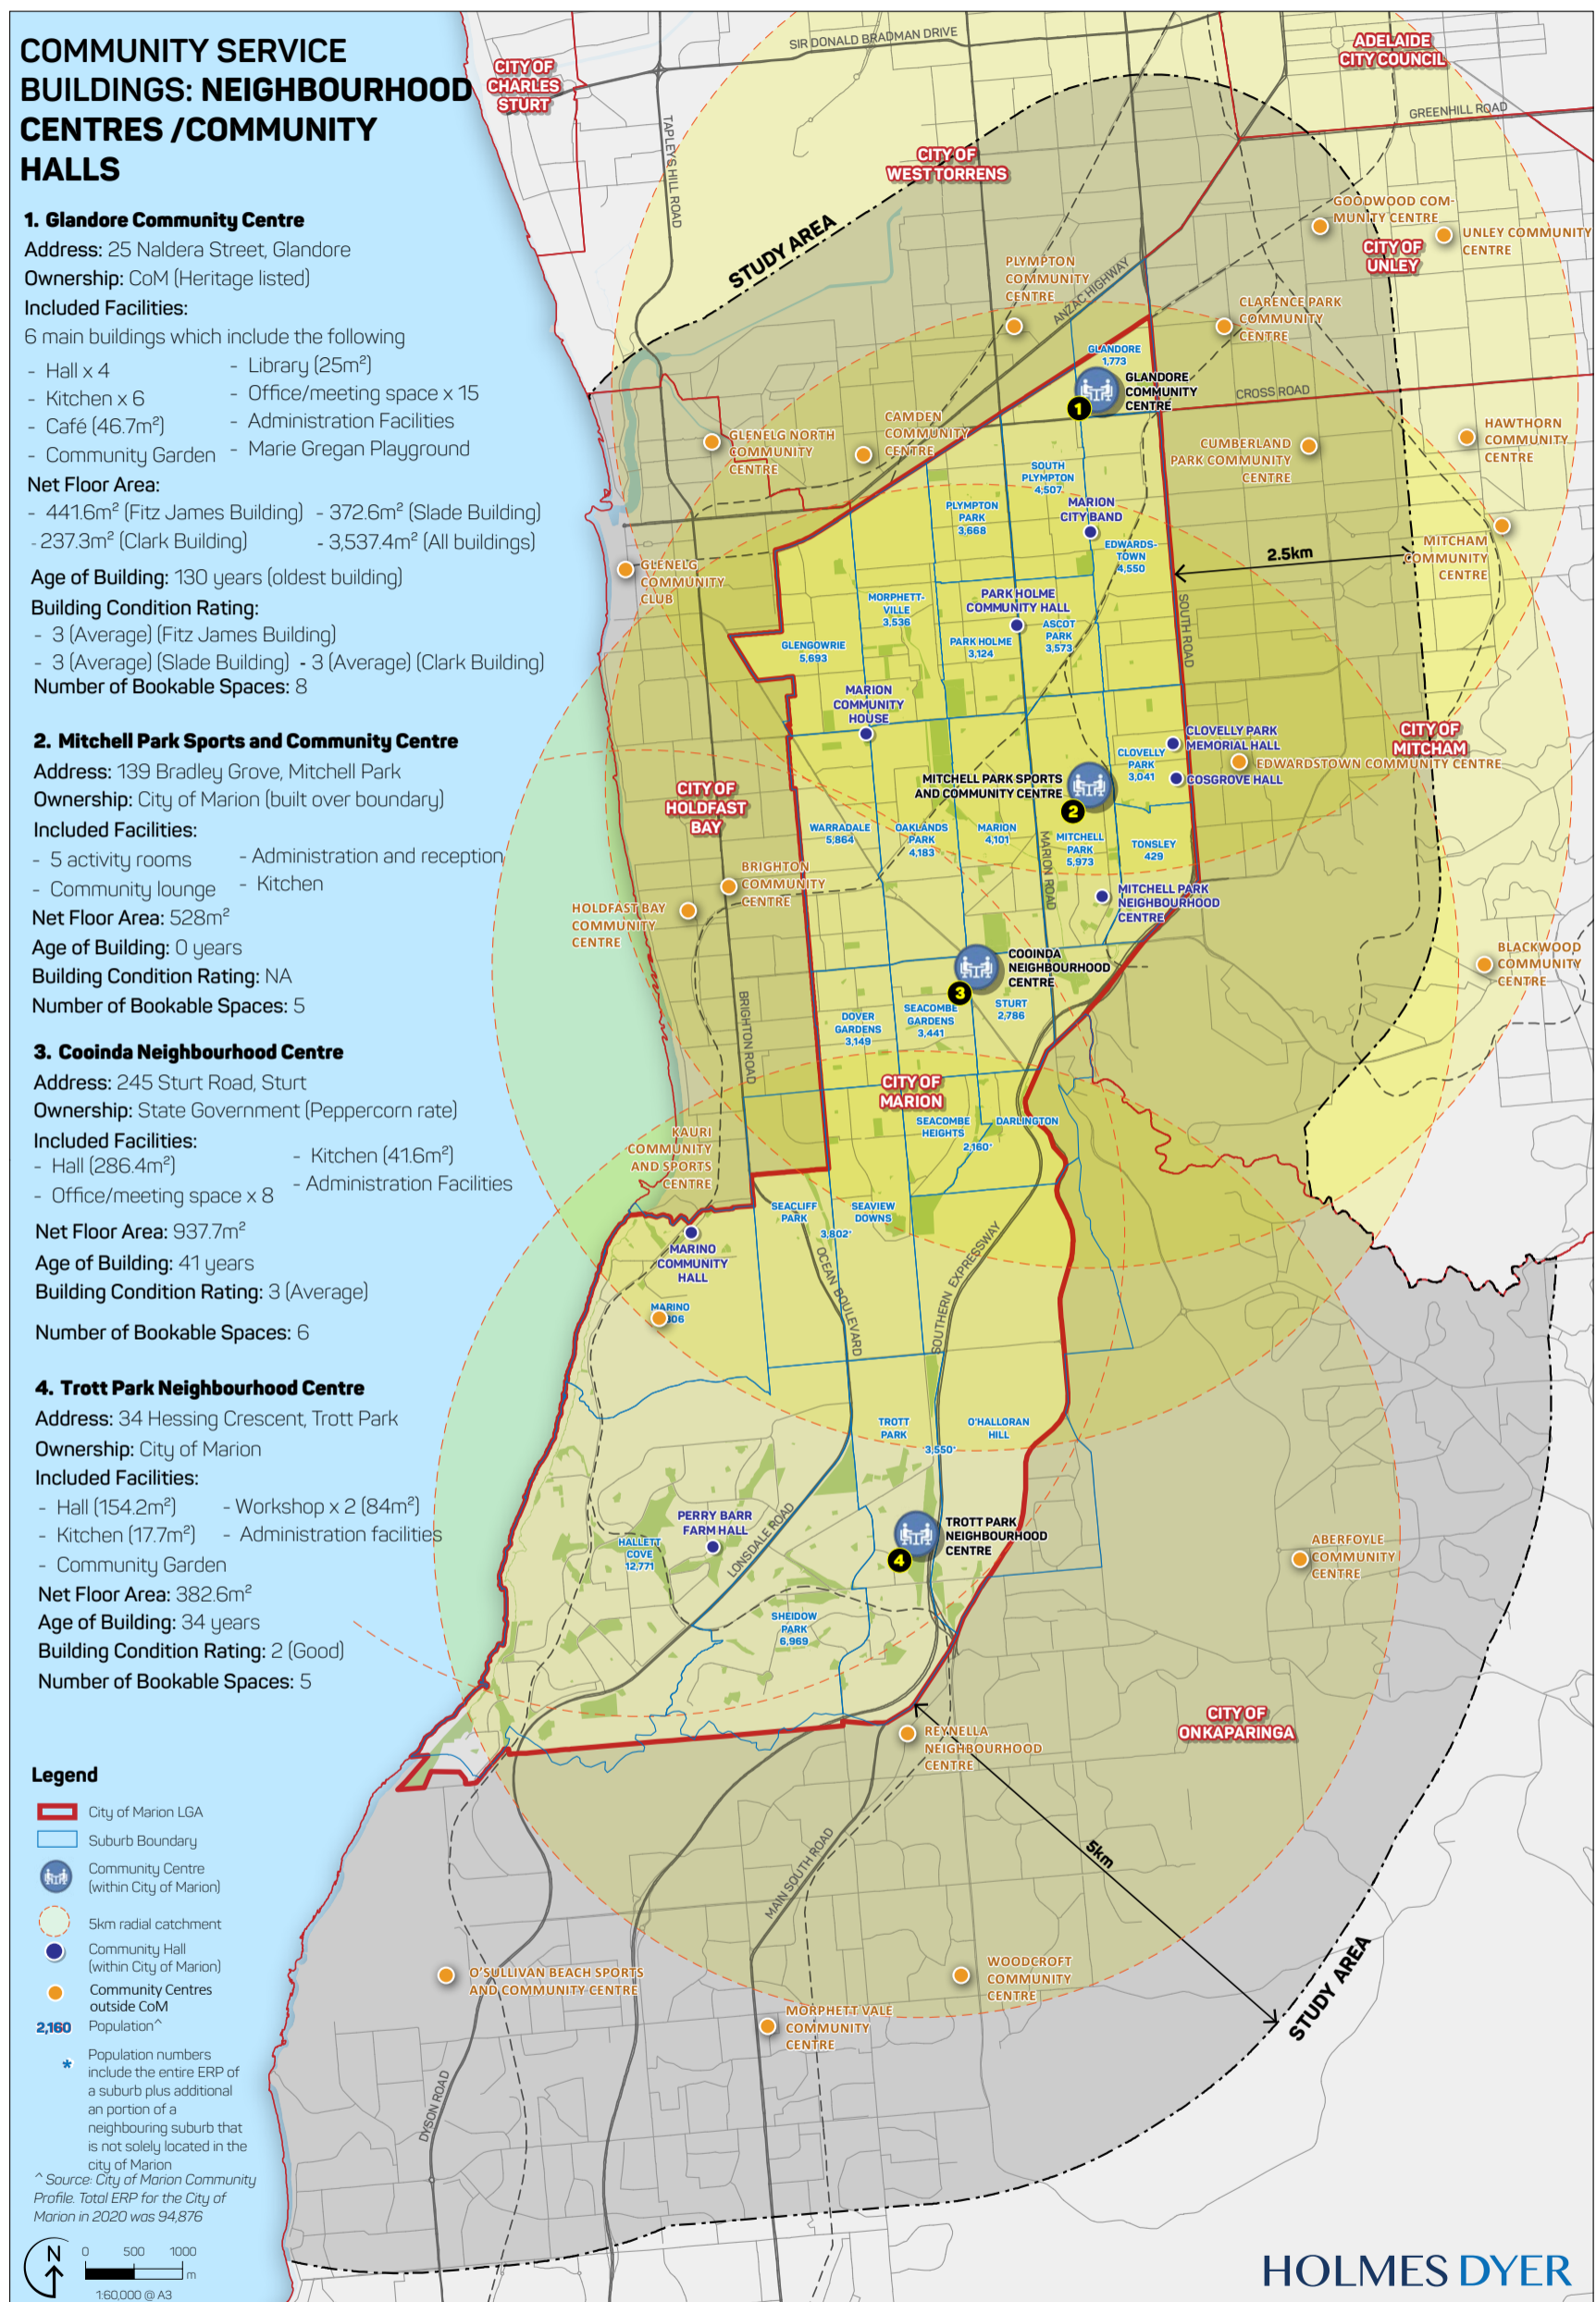 COMMUNITY SERVICE
BUILDINGS: NEIGHBOURHOOD
CENTRES /COMMUNITY
HALLS
1. Glandore Community Centre
Address: 25 Naldera Street, Glandore
Ownership: CoM (Heritage listed)
Included Facilities:
6 main buildings which include the following
- Hall x 4
- Kitchen x 6
- Café (46.7m²)
- Community Garden
- Library (25m²)
- Office/meeting space x 15
- Administration Facilities
- Marie Gregan Playground
Net Floor Area:
- 441.6m² (Fitz James Building)
- 372.6m² (Slade Building)
- 237.3m² (Clark Building)
- 3,537.4m² (All buildings)
Age of Building: 130 years (oldest building)
Building Condition Rating:
- 3 (Average) (Fitz James Building)
- 3 (Average) (Slade Building) - 3 (Average) (Clark Building)
Number of Bookable Spaces: 8
2. Mitchell Park Sports and Community Centre
Address: 139 Bradley Grove, Mitchell Park
Ownership: City of Marion (built over boundary)
Included Facilities:
- 5 activity rooms
- Community lounge
- Administration and reception
- Kitchen
Net Floor Area: 528m²
Age of Building: 0 years
Building Condition Rating: NA
Number of Bookable Spaces: 5
3. Cooinda Neighbourhood Centre
Address: 245 Sturt Road, Sturt
Ownership: State Government (Peppercorn rate)
Included Facilities:
- Hall (286.4m²)
- Office/meeting space x 8
- Kitchen (41.6m²)
- Administration Facilities
Net Floor Area: 937.7m²
Age of Building: 41 years
Building Condition Rating: 3 (Average)
Number of Bookable Spaces: 6
4. Trott Park Neighbourhood Centre
Address: 34 Hessing Crescent, Trott Park
Ownership: City of Marion
Included Facilities:
- Hall (154.2m²)
- Kitchen (17.7m²)
- Community Garden
- Workshop x 2 (84m²)
- Administration facilities
Net Floor Area: 382.6m²
Age of Building: 34 years
Building Condition Rating: 2 (Good)
Number of Bookable Spaces: 5
Legend
City of Marion LGA
Suburb Boundary
Community Centre
(within City of Marion)
5km radial catchment
Community Hall
(within City of Marion)
Community Centres
outside CoM
2,160 Population^
* Population numbers
include the entire ERP of
a suburb plus additional
an portion of a
neighbouring suburb that
is not solely located in the
city of Marion
^ Source: City of Marion Community
Profile. Total ERP for the City of
Marion in 2020 was 94,876
N
0 500 1000
m
1:60,000 @ A3
CITY OF
CHARLES
STURT
SIR DONALD BRADMAN DRIVE
ADELAIDE
CITY COUNCIL
GREENHILL ROAD
TAPLEYS HILL ROAD
CITY OF
WEST TORRENS
STUDY AREA
GOODWOOD COM-
MUNITY CENTRE
UNLEY COMMUNITY
CENTRE
CITY OF
UNLEY
PLYMPTON
COMMUNITY
CENTRE
ANZAC HIGHWAY
CLARENCE PARK
COMMUNITY
CENTRE
GLANDORE
1,773
GLANDORE
COMMUNITY
CENTRE
1
CROSS ROAD
GLENELG NORTH
COMMUNITY
CENTRE
CAMDEN
COMMUNITY
CENTRE
CUMBERLAND
PARK COMMUNITY
CENTRE
HAWTHORN
COMMUNITY
CENTRE
SOUTH
PLYMPTON
4,507
PLYMPTON
PARK
3,668
MARION
CITY BAND
EDWARDS-
TOWN
4,550
2.5km
MITCHAM
COMMUNITY
CENTRE
GLENELG
COMMUNITY
CLUB
MORPHETT-
VILLE
3,536
PARK HOLME
COMMUNITY HALL
ASCOT
PARK
3,573
PARK HOLME
3,124
SOUTH ROAD
GLENGOWRIE
5,693
MARION
COMMUNITY
HOUSE
CLOVELLY PARK
MEMORIAL HALL
CLOVELLY
PARK
3,041
CITY OF
MITCHAM
EDWARDSTOWN COMMUNITY CENTRE
COSGROVE HALL
MITCHELL PARK SPORTS
AND COMMUNITY CENTRE
2
CITY OF
HOLDFAST
BAY
WARRADALE
5,864
OAKLANDS
PARK
4,183
MARION
4,101
MARION ROAD
MITCHELL
PARK
5,973
TONSLEY
429
BRIGHTON
COMMUNITY
CENTRE
HOLDFAST BAY
COMMUNITY
CENTRE
MITCHELL PARK
NEIGHBOURHOOD
CENTRE
BLACKWOOD
COMMUNITY
CENTRE
COOINDA
NEIGHBOURHOOD
CENTRE
3
BRIGHTON ROAD
DOVER
GARDENS
3,149
SEACOMBE
GARDENS
3,441
STURT
2,786
CITY OF
MARION
SEACOMBE
HEIGHTS
DARLINGTON
2,160*
KAURI
COMMUNITY
AND SPORTS
CENTRE
SEACLIFF
PARK
SEAVIEW
DOWNS
3,802*
MARINO
COMMUNITY
HALL
OCEAN BOULEVARD
SOUTHERN EXPRESSWAY
MARINO
TROTT
PARK
O'HALLORAN
HILL
3,550*
PERRY BARR
FARM HALL
LONSDALE ROAD
HALLETT
COVE
12,771
TROTT PARK
NEIGHBOURHOOD
CENTRE
4
ABERFOYLE
COMMUNITY
CENTRE
SHEIDOW
PARK
6,969
CITY OF
ONKAPARINGA
REYNELLA
NEIGHBOURHOOD
CENTRE
5km
MAIN SOUTH ROAD
STUDY AREA
O'SULLIVAN BEACH SPORTS
AND COMMUNITY CENTRE
WOODCROFT
COMMUNITY
CENTRE
MORPHETT VALE
COMMUNITY
CENTRE
DYSON ROAD
HOLMES DYER